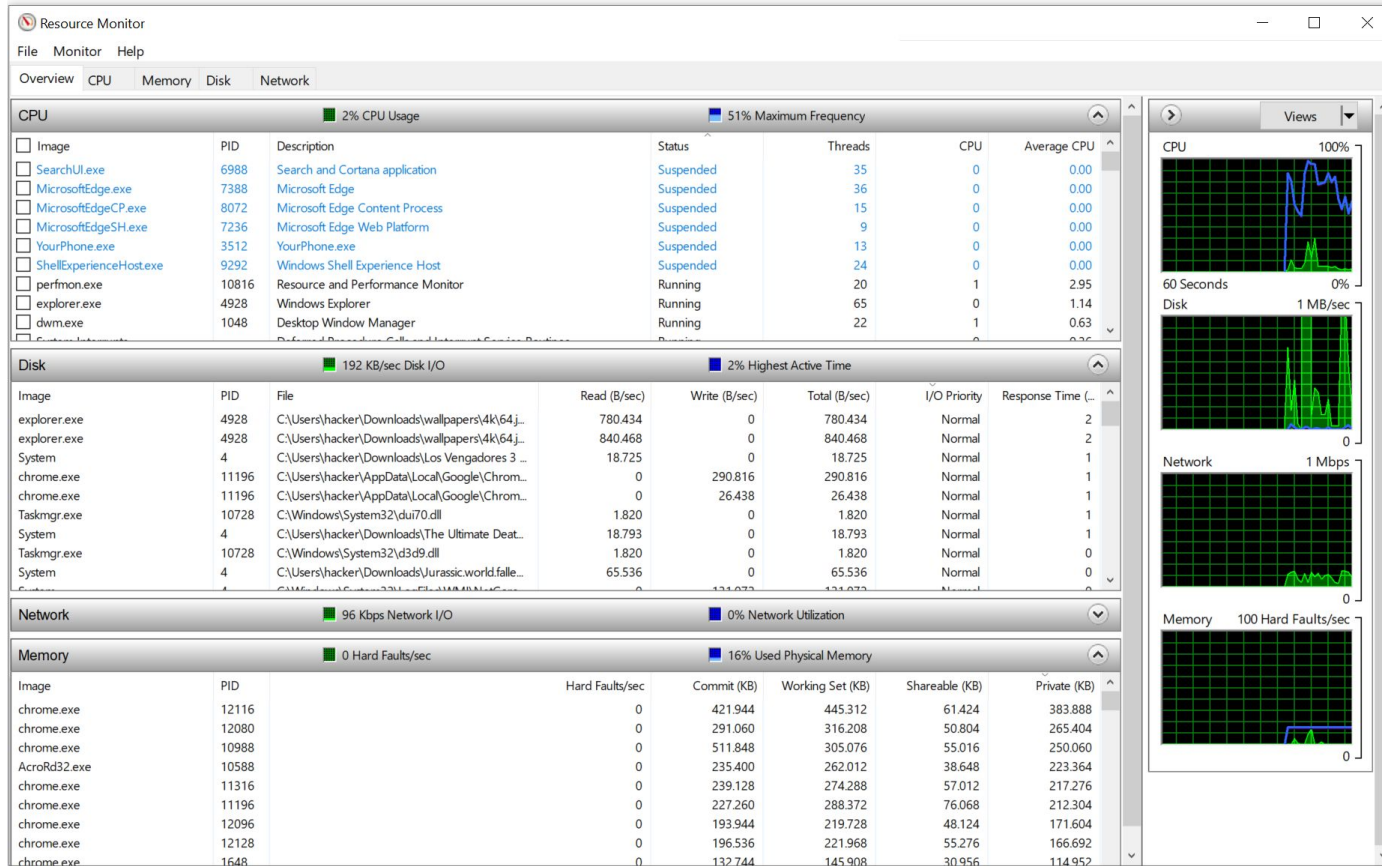 Resource Monitor
File Monitor Help
Overview CPU Memory Disk Network
CPU 2% CPU Usage 51% Maximum Frequency
Image PID Description Status Threads CPU Average CPU
SearchUI.exe 6988 Search and Cortana application Suspended 35 0 0.00
MicrosoftEdge.exe 7388 Microsoft Edge Suspended 36 0 0.00
MicrosoftEdgeCP.exe 8072 Microsoft Edge Content Process Suspended 15 0 0.00
MicrosoftEdgeSH.exe 7236 Microsoft Edge Web Platform Suspended 9 0 0.00
YourPhone.exe 3512 YourPhone.exe Suspended 13 0 0.00
ShellExperienceHost.exe 9292 Windows Shell Experience Host Suspended 24 0 0.00
perfmon.exe 10816 Resource and Performance Monitor Running 20 1 2.95
explorer.exe 4928 Windows Explorer Running 65 0 1.14
dwm.exe 1048 Desktop Window Manager Running 22 1 0.63
Disk 192 KB/sec Disk I/O 2% Highest Active Time
Image PID File Read (B/sec) Write (B/sec) Total (B/sec) I/O Priority Response Time (...
explorer.exe 4928 C:\Users\hacker\Downloads\wallpapers\4k\64.j... 780.434 0 780.434 Normal 2
explorer.exe 4928 C:\Users\hacker\Downloads\wallpapers\4k\64.j... 840.468 0 840.468 Normal 2
System 4 C:\Users\hacker\Downloads\Los Vengadores 3 ... 18.725 0 18.725 Normal 1
chrome.exe 11196 C:\Users\hacker\AppData\Local\Google\Chrom... 0 290.816 290.816 Normal 1
chrome.exe 11196 C:\Users\hacker\AppData\Local\Google\Chrom... 0 26.438 26.438 Normal 1
Taskmgr.exe 10728 C:\Windows\System32\dui70.dll 1.820 0 1.820 Normal 1
System 4 C:\Users\hacker\Downloads\The Ultimate Deat... 18.793 0 18.793 Normal 1
Taskmgr.exe 10728 C:\Windows\System32\d3d9.dll 1.820 0 1.820 Normal 0
System 4 C:\Users\hacker\Downloads\Jurassic.world.falle... 65.536 0 65.536 Normal 0
Network 96 Kbps Network I/O 0% Network Utilization
Memory 0 Hard Faults/sec 16% Used Physical Memory
Image PID Hard Faults/sec Commit (KB) Working Set (KB) Shareable (KB) Private (KB)
chrome.exe 12116 0 421.944 445.312 61.424 383.888
chrome.exe 12080 0 291.060 316.208 50.804 265.404
chrome.exe 10988 0 511.848 305.076 55.016 250.060
AcroRd32.exe 10588 0 235.400 262.012 38.648 223.364
chrome.exe 11316 0 239.128 274.288 57.012 217.276
chrome.exe 11196 0 227.260 288.372 76.068 212.304
chrome.exe 12096 0 193.944 219.728 48.124 171.604
chrome.exe 12128 0 196.536 221.968 55.276 166.692
chrome.exe 1648 0 132.744 145.908 30.956 114.952
Views
CPU 100%
60 Seconds 0%
Disk 1 MB/sec
0
Network 1 Mbps
0
Memory 100 Hard Faults/sec
0